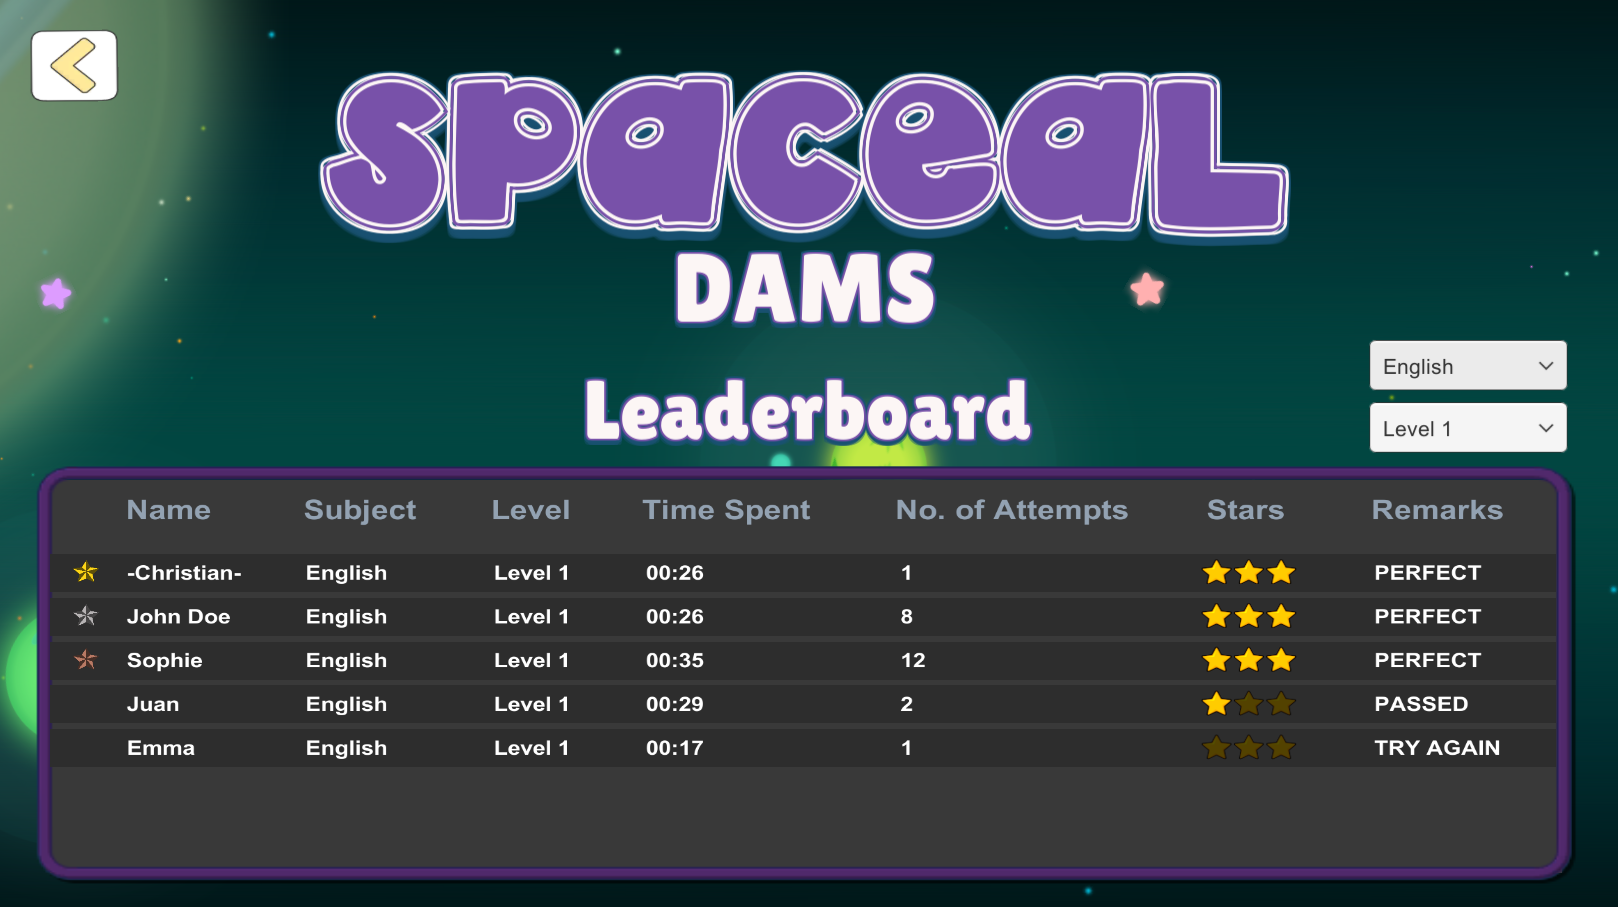 SPACEAL
DAMS
Leaderboard
English
Level 1
Name Subject Level Time Spent No. of Attempts Stars Remarks
-Christian- English Level 1 00:26 1 PERFECT
John Doe English Level 1 00:26 8 PERFECT
Sophie English Level 1 00:35 12 PERFECT
Juan English Level 1 00:29 2 PASSED
Emma English Level 1 00:17 1 TRY AGAIN